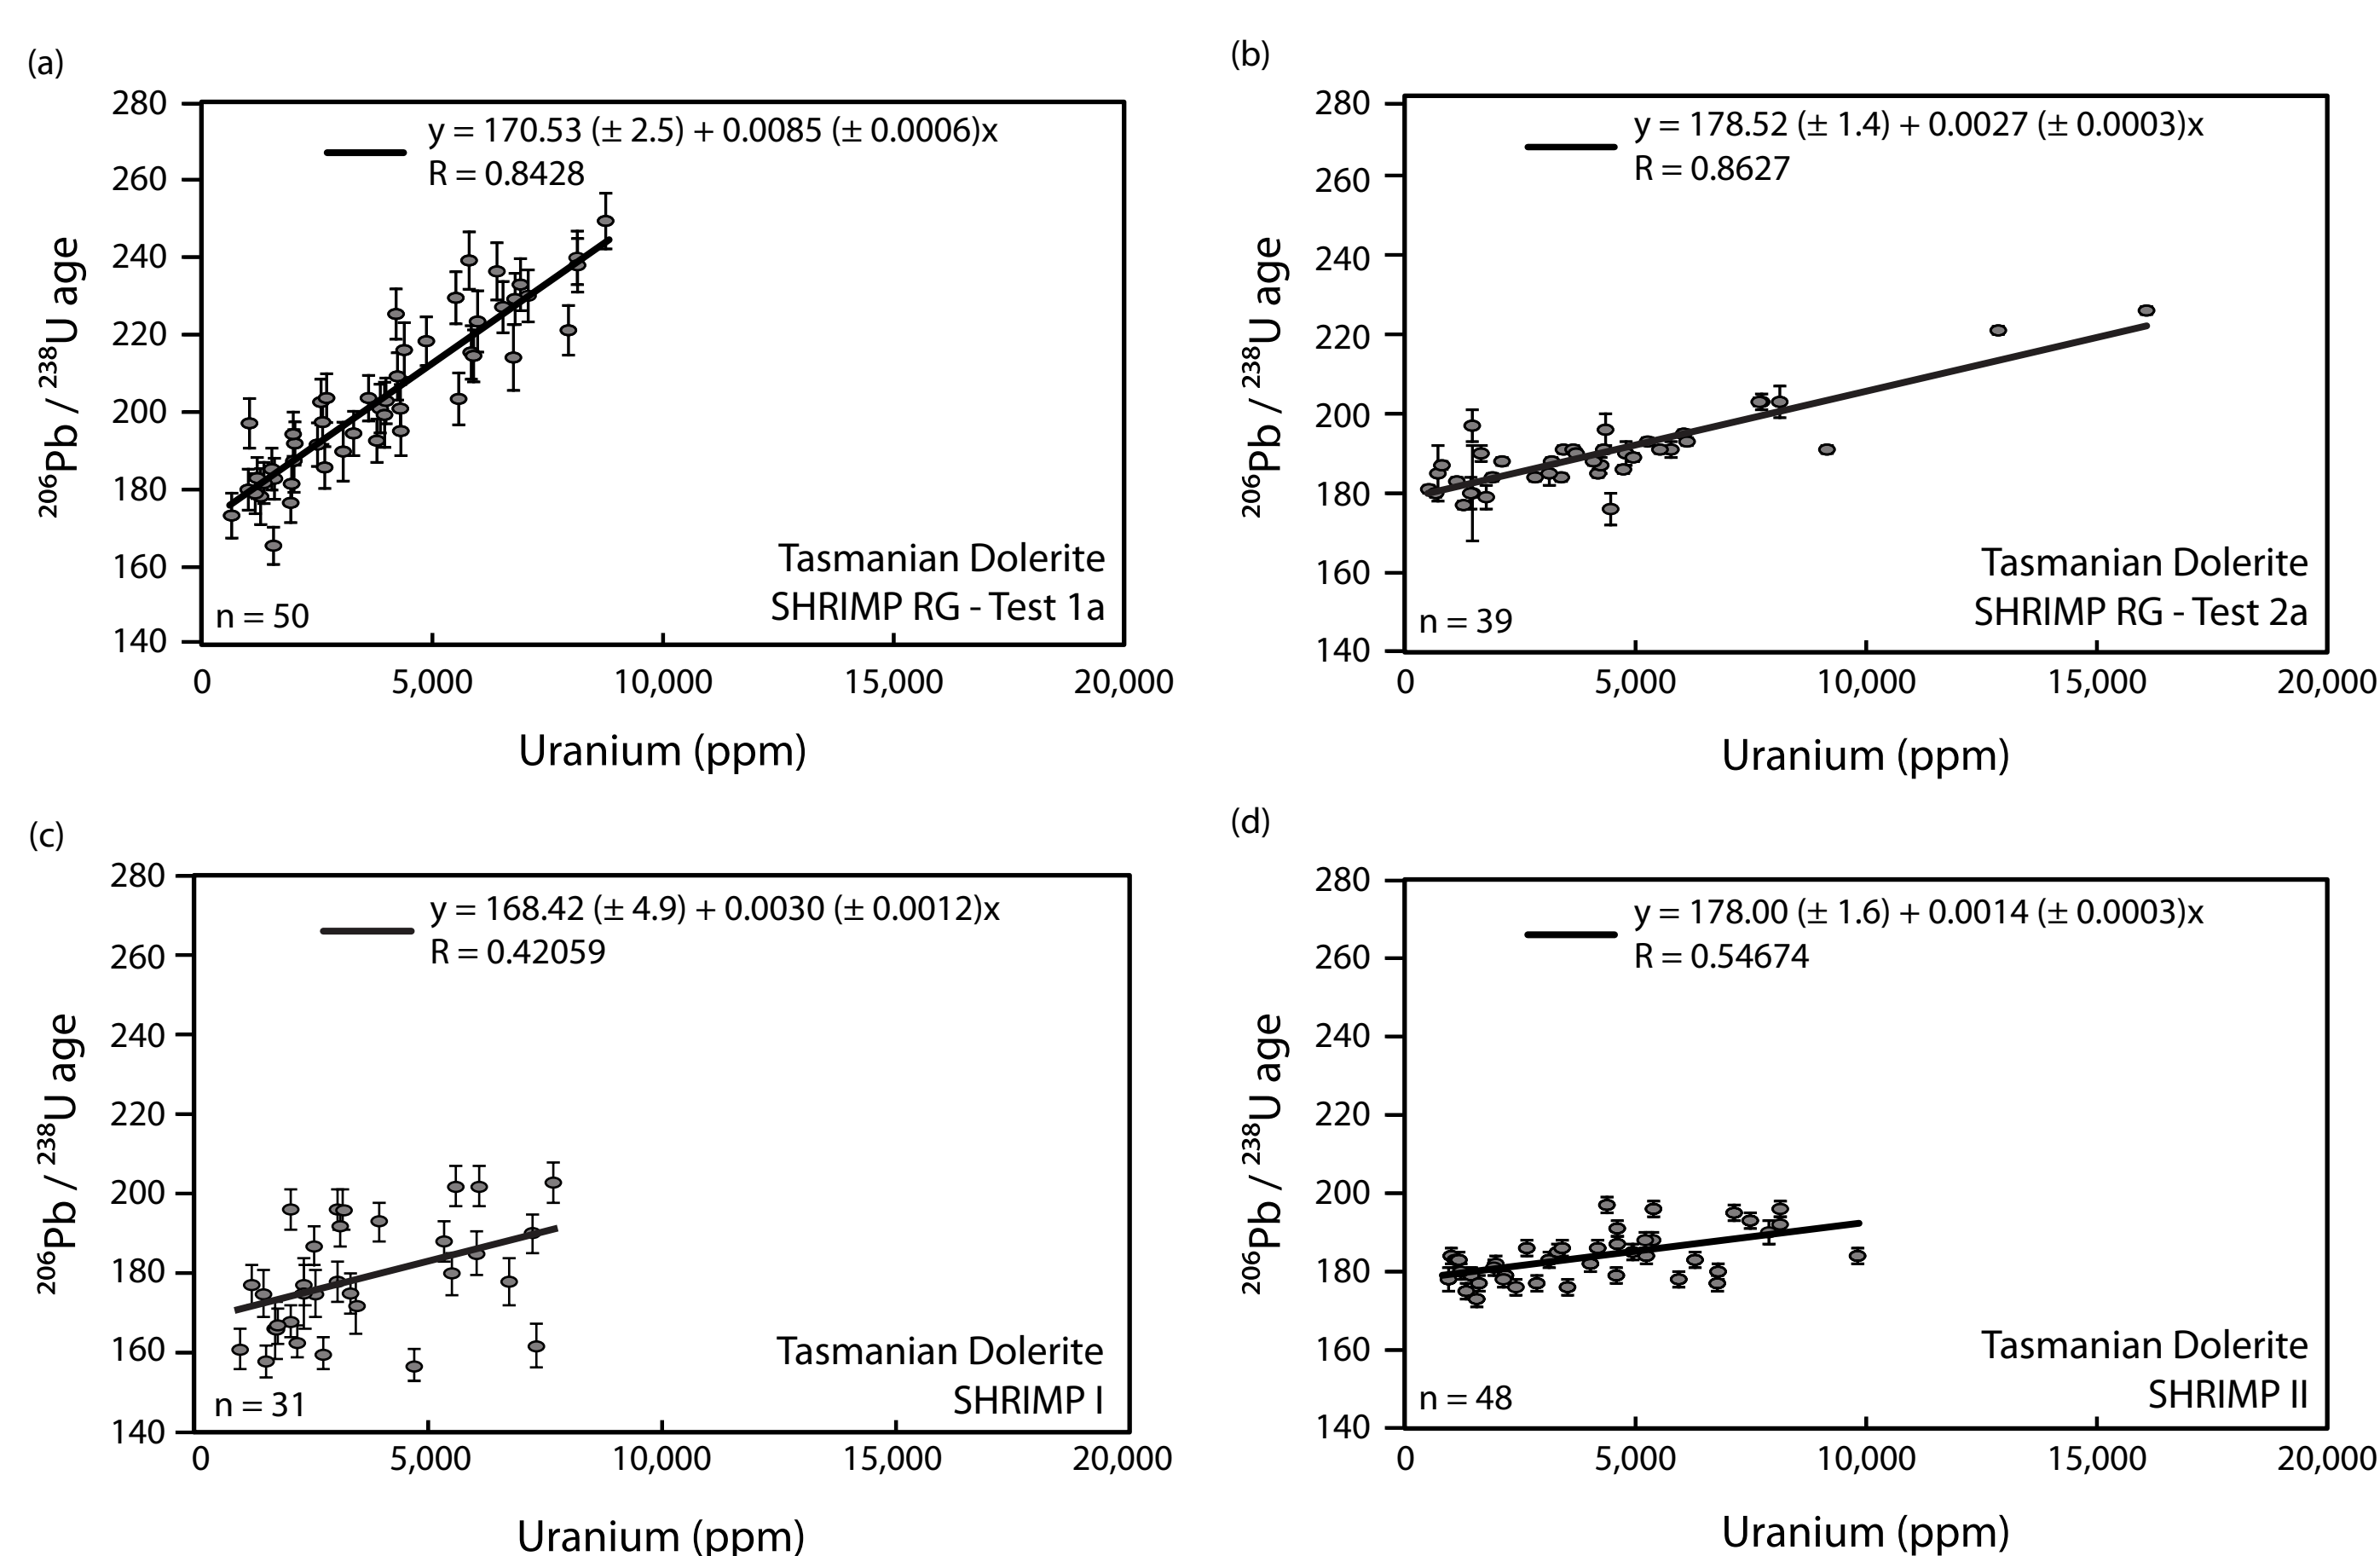 (a)
280
260
240
220
200
180
160
140
²⁰⁶Pb / ²³⁸U age
y = 170.53 (± 2.5) + 0.0085 (± 0.0006)x
R = 0.8428
Tasmanian Dolerite
SHRIMP RG - Test 1a
n = 50
0 5,000 10,000 15,000 20,000
Uranium (ppm)
(b)
280
260
240
220
200
180
160
140
²⁰⁶Pb / ²³⁸U age
y = 178.52 (± 1.4) + 0.0027 (± 0.0003)x
R = 0.8627
Tasmanian Dolerite
SHRIMP RG - Test 2a
n = 39
0 5,000 10,000 15,000 20,000
Uranium (ppm)
(c)
280
260
240
220
200
180
160
140
²⁰⁶Pb / ²³⁸U age
y = 168.42 (± 4.9) + 0.0030 (± 0.0012)x
R = 0.42059
Tasmanian Dolerite
SHRIMP I
n = 31
0 5,000 10,000 15,000 20,000
Uranium (ppm)
(d)
280
260
240
220
200
180
160
140
²⁰⁶Pb / ²³⁸U age
y = 178.00 (± 1.6) + 0.0014 (± 0.0003)x
R = 0.54674
Tasmanian Dolerite
SHRIMP II
n = 48
0 5,000 10,000 15,000 20,000
Uranium (ppm)